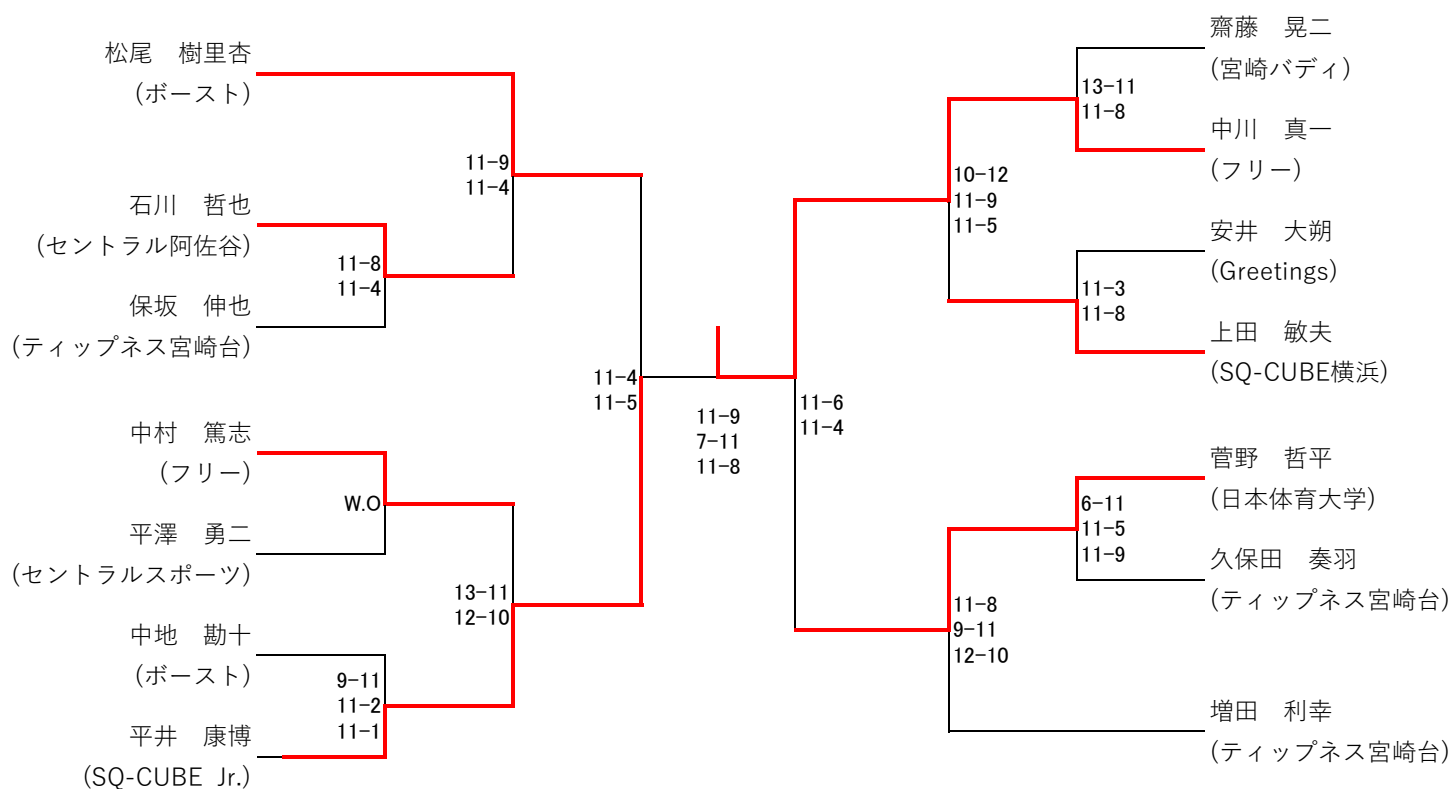 松尾　樹里杏
(ボースト)
11-9
11-4
石川　哲也
(セントラル阿佐谷)
11-8
11-4
保坂　伸也
(ティップネス宮崎台)
11-4
11-5
中村　篤志
(フリー)
W.O
平澤　勇二
(セントラルスポーツ)
13-11
12-10
中地　勘十
(ボースト)
9-11
11-2
11-1
平井　康博
(SQ-CUBE Jr.)
11-9
7-11
11-8
齋藤　晃二
(宮崎バディ)
13-11
11-8
中川　真一
(フリー)
10-12
11-9
11-5
安井　大朔
(Greetings)
11-3
11-8
上田　敏夫
(SQ-CUBE横浜)
11-6
11-4
菅野　哲平
(日本体育大学)
6-11
11-5
11-9
久保田　奏羽
(ティップネス宮崎台)
11-8
9-11
12-10
増田　利幸
(ティップネス宮崎台)